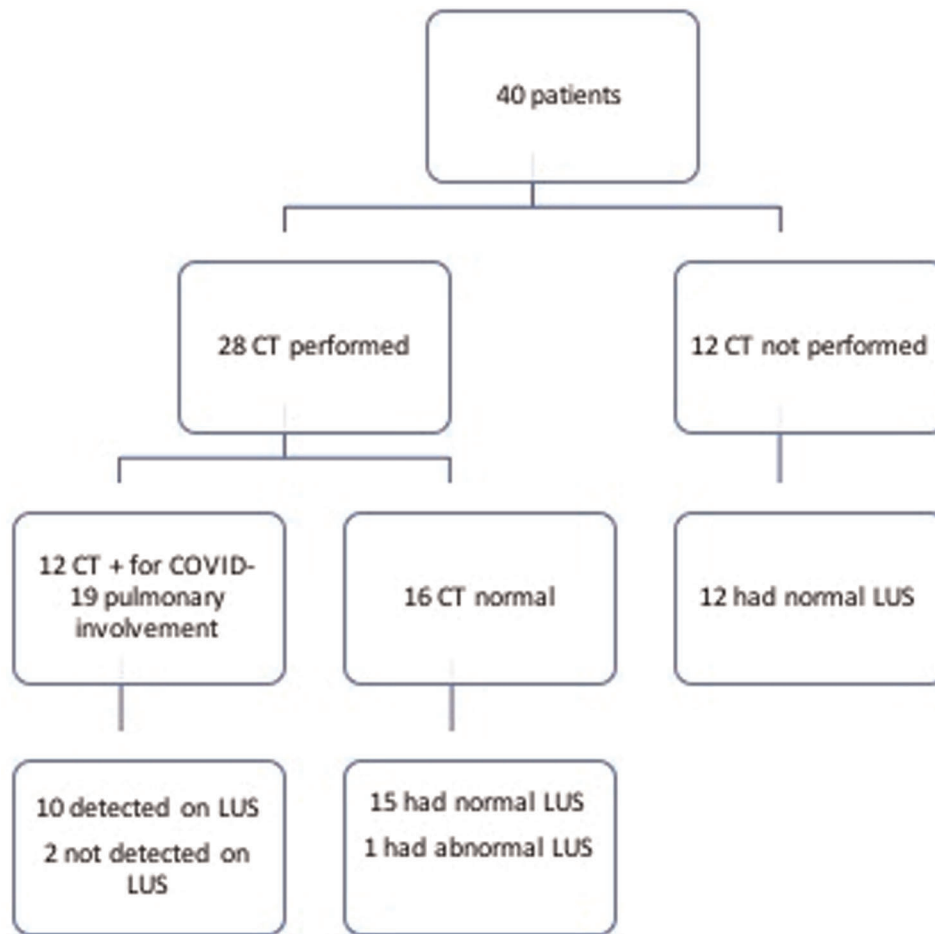 40 patients
28 CT performed
12 CT not performed
12 CT + for COVID-
19 pulmonary
involvement
16 CT normal
12 had normal LUS
10 detected on LUS
2 not detected on
LUS
15 had normal LUS
1 had abnormal LUS